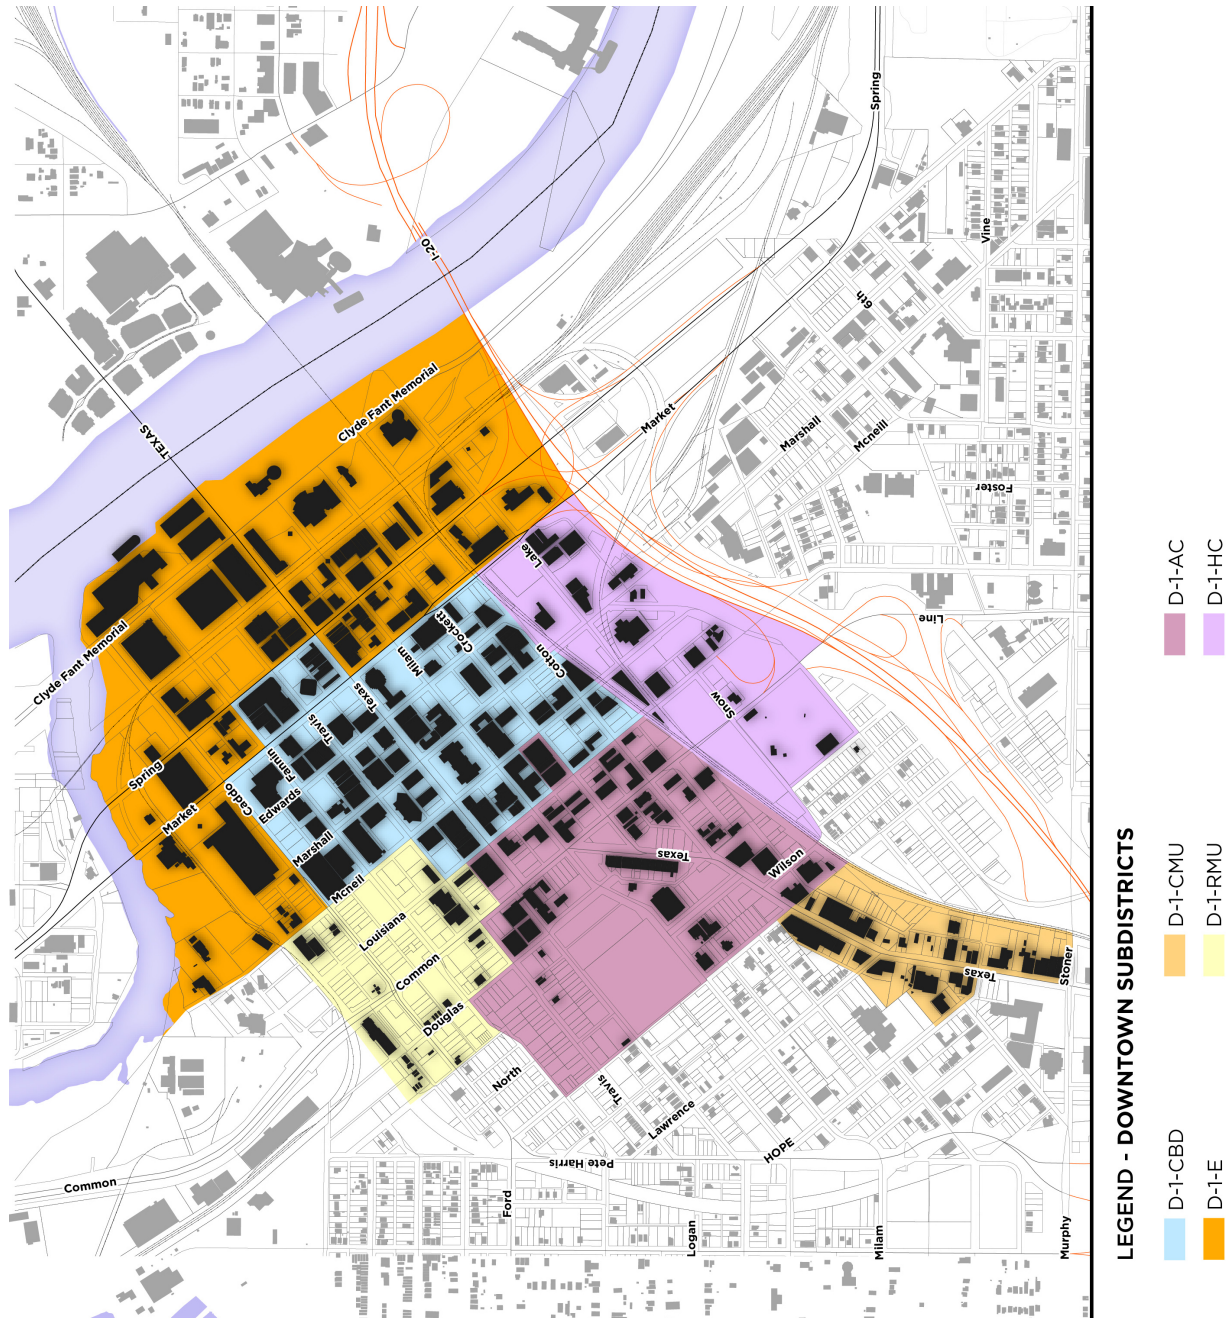 Spring
Vine
6th
I-20
Clyde Fant Memorial
Market
Marshall
Mcneill
Foster
TEXAS
Lake
Line
Clyde Fant Memorial
Crockett
Milam
Cotton
Texas
Travis
Snow
Fannin
Spring
Caddo
Edwards
Market
Marshall
Mcneil
Texas
Wilson
Louisiana
Common
Texas
Stoner
Douglas
North
Travis
Lawrence
HOPE
Pete Harris
Common
Ford
Logan
Milam
Murphy
LEGEND - DOWNTOWN SUBDISTRICTS
D-1-CBD
D-1-CMU
D-1-AC
D-1-E
D-1-RMU
D-1-HC